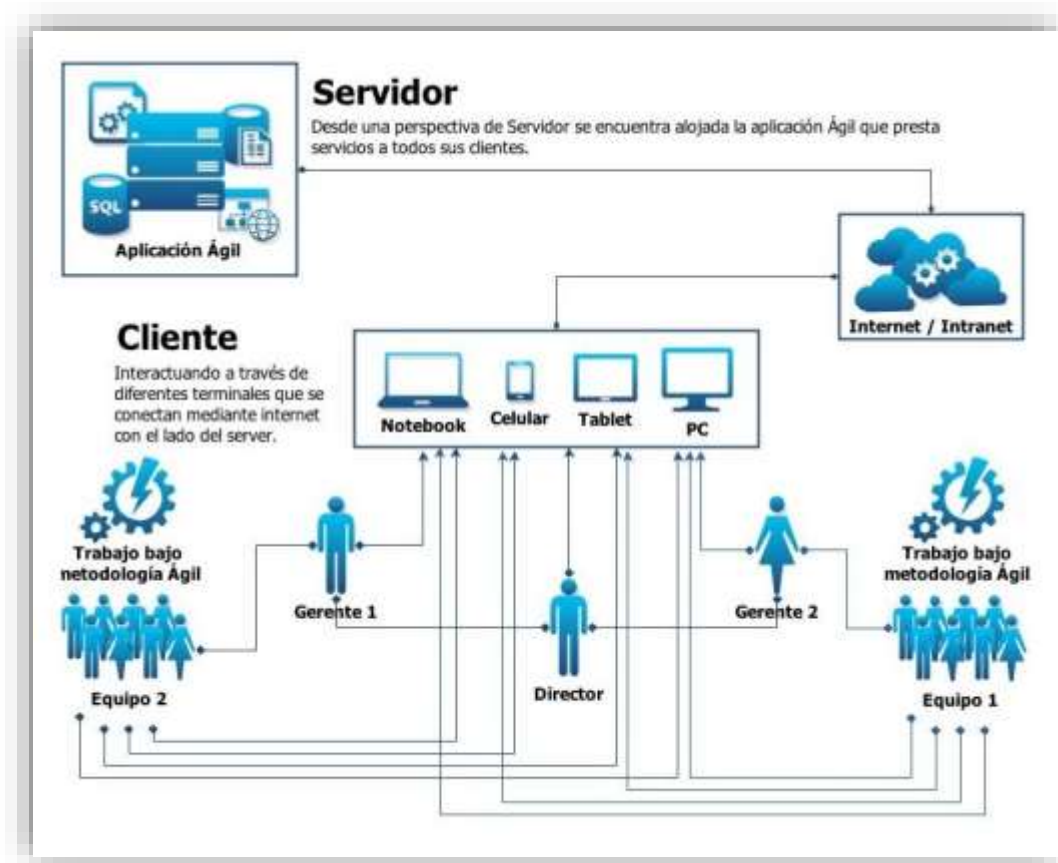 Servidor
Desde una perspectiva de Servidor se encuentra alojada la aplicación Ágil que presta
servicios a todos sus clientes.
SQL
Aplicación Ágil
Internet / Intranet
Cliente
Interactuando a través de
diferentes terminales que se
conectan mediante internet
con el lado del server.
Notebook
Celular
Tablet
PC
Trabajo bajo
netodología Ágil
Gerente 1
Gerente 2
Trabajo bajo
metodología Ágil
Equipo 2
Director
Equipo 1